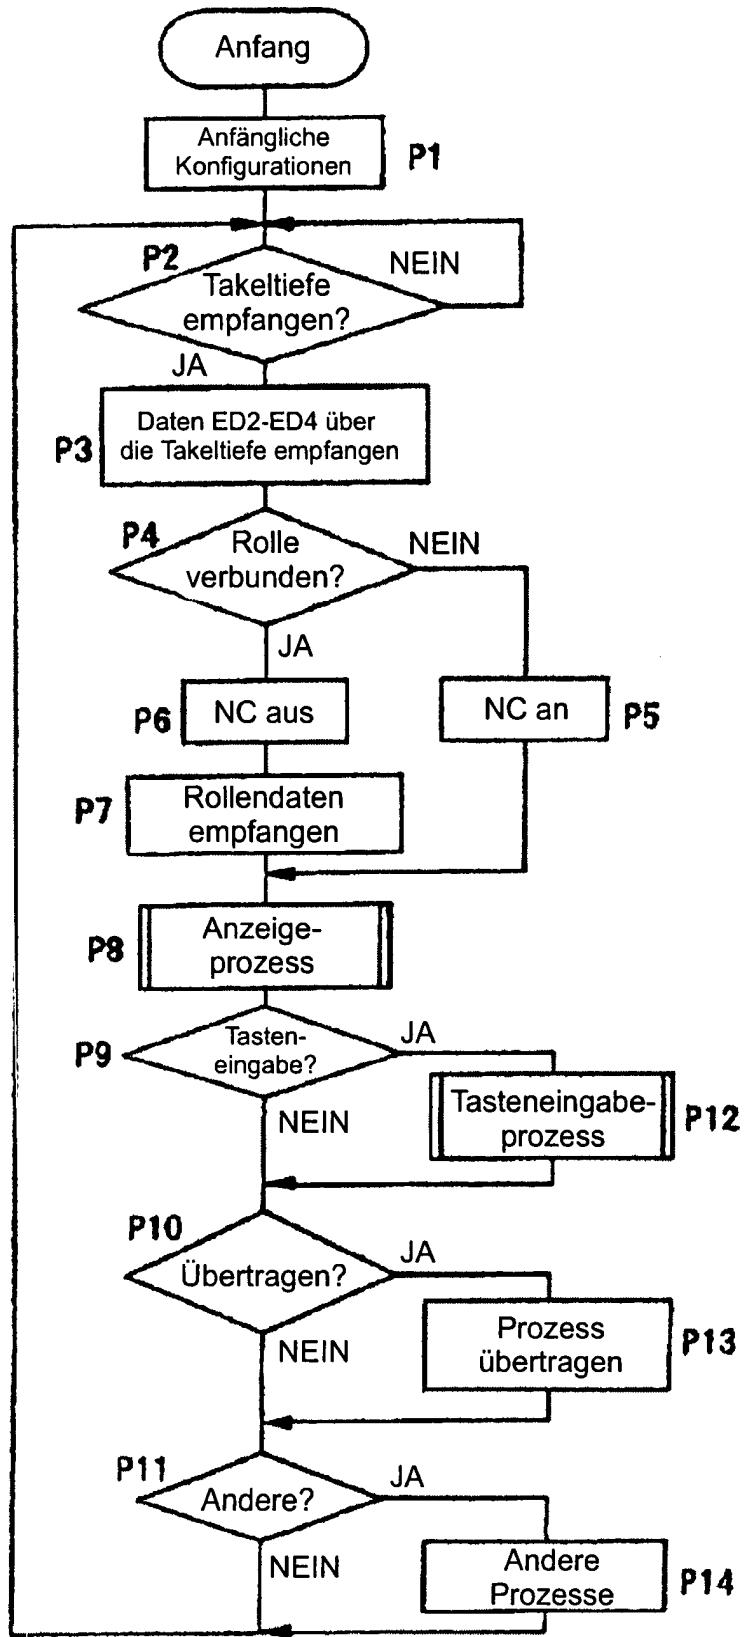 Anfang
Anfängliche
Konfigurationen
P1
P2
NEIN
Takeltiefe
empfangen?
JA
Daten ED2-ED4 über
die Takeltiefe empfangen
P3
P4
Rolle
verbunden?
NEIN
JA
NC aus
P6
NC an
P5
Rollendaten
empfangen
P7
Anzeige-
prozess
P8
Tasten-
eingabe?
P9
JA
NEIN
Tasteneingabe-
prozess
P12
P10
Übertragen?
JA
NEIN
Prozess
übertragen
P13
P11
Andere?
JA
NEIN
Andere
Prozesse
P14